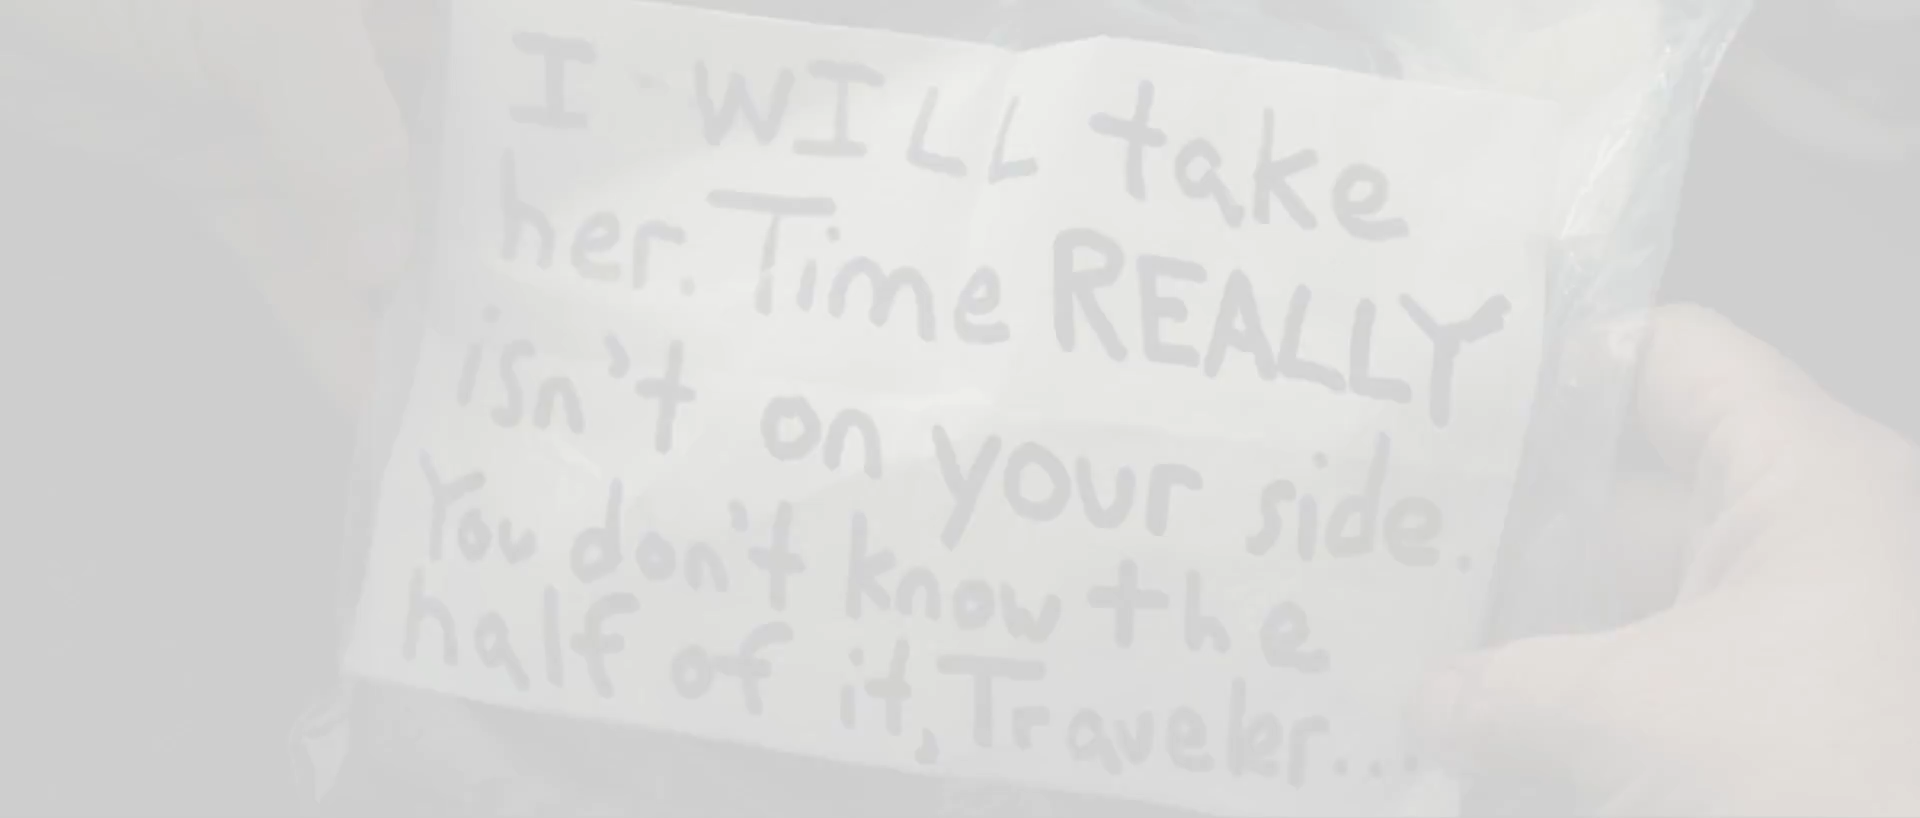 I WILL take
her. Time REALLY
isn't on your side.
You don't know the
half of it, Traveler...